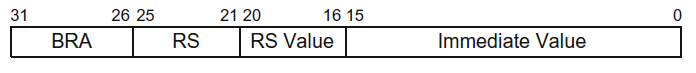 31 26 25 21 20 16 15 0
BRA RS RS Value Immediate Value